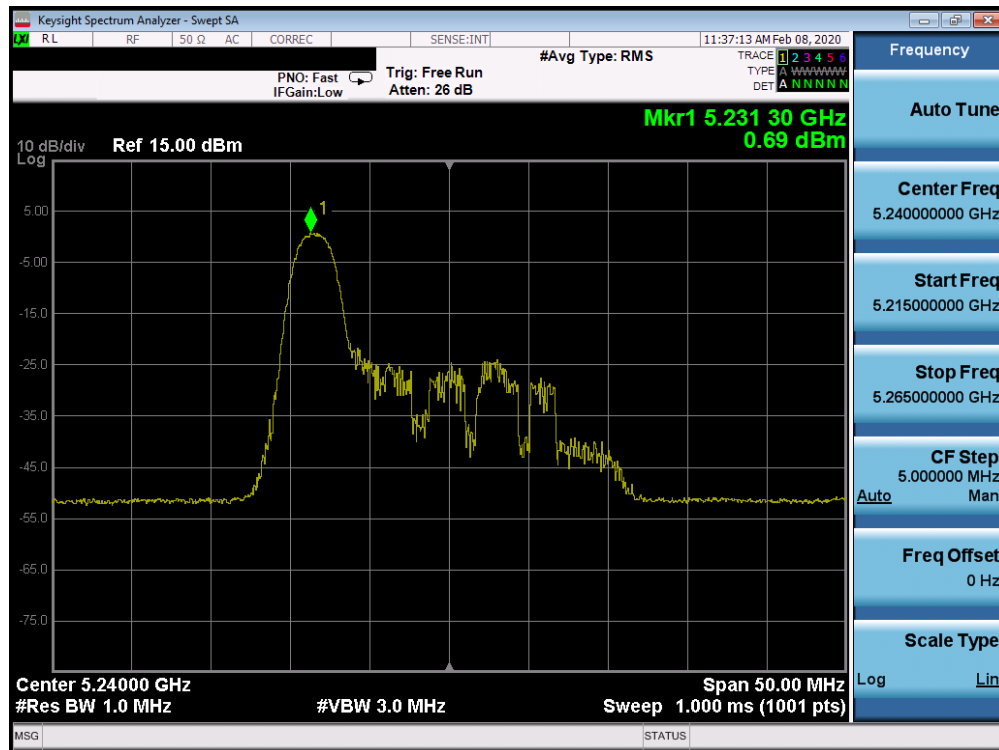 Keysight Spectrum Analyzer - Swept SA
LXI RL RF 50 Ω AC CORREC SENSE:INT 11:37:13 AM Feb 08, 2020
PNO: Fast
IFGain:Low
Trig: Free Run
Atten: 26 dB
#Avg Type: RMS
TRACE 1 2 3 4 5 6
TYPE A WWWWW
DET A N N N N N
Mkr1 5.231 30 GHz
0.69 dBm
10 dB/div
Log
Ref 15.00 dBm
1
5.00
-5.00
-15.0
-25.0
-35.0
-45.0
-55.0
-65.0
-75.0
Center 5.24000 GHz
#Res BW 1.0 MHz
#VBW 3.0 MHz
Span 50.00 MHz
Sweep 1.000 ms (1001 pts)
MSG
STATUS
Frequency
Auto Tune
Center Freq
5.240000000 GHz
Start Freq
5.215000000 GHz
Stop Freq
5.265000000 GHz
CF Step
5.000000 MHz
Auto Man
Freq Offset
0 Hz
Scale Type
Log Lin